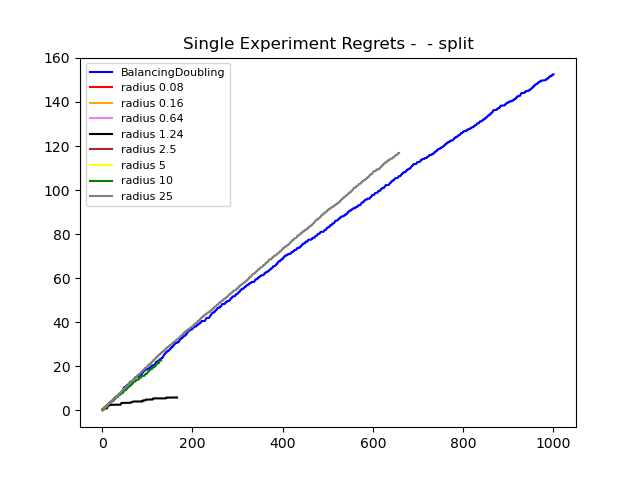 Single Experiment Regrets -  - split
160
140
120
100
80
60
40
20
0
BalancingDoubling
radius 0.08
radius 0.16
radius 0.64
radius 1.24
radius 2.5
radius 5
radius 10
radius 25
0 200 400 600 800 1000